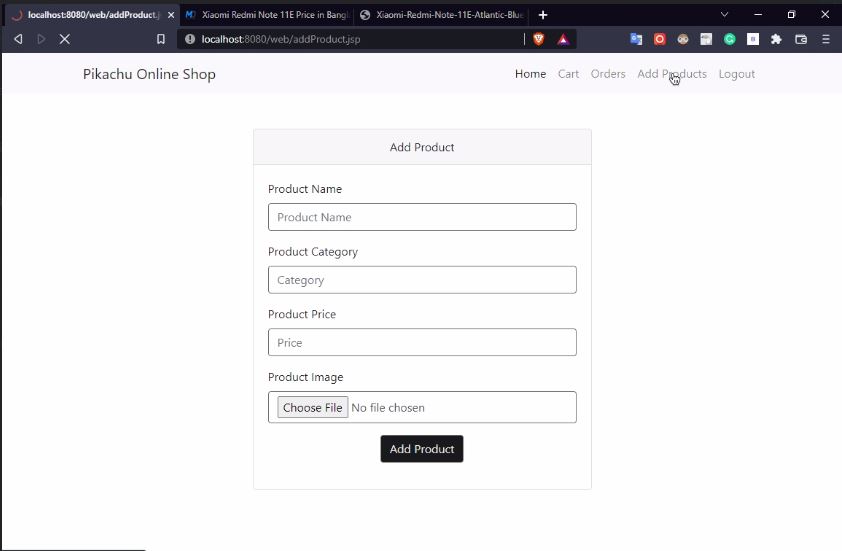 localhost:8080/web/addProduct.j
Xiaomi Redmi Note 11E Price in Bangl
Xiaomi-Redmi-Note-11E-Atlantic-Blue
localhost:8080/web/addProduct.jsp
Pikachu Online Shop
Home Cart Orders Add Products Logout
Add Product
Product Name
Product Name
Product Category
Category
Product Price
Price
Product Image
Choose File No file chosen
Add Product